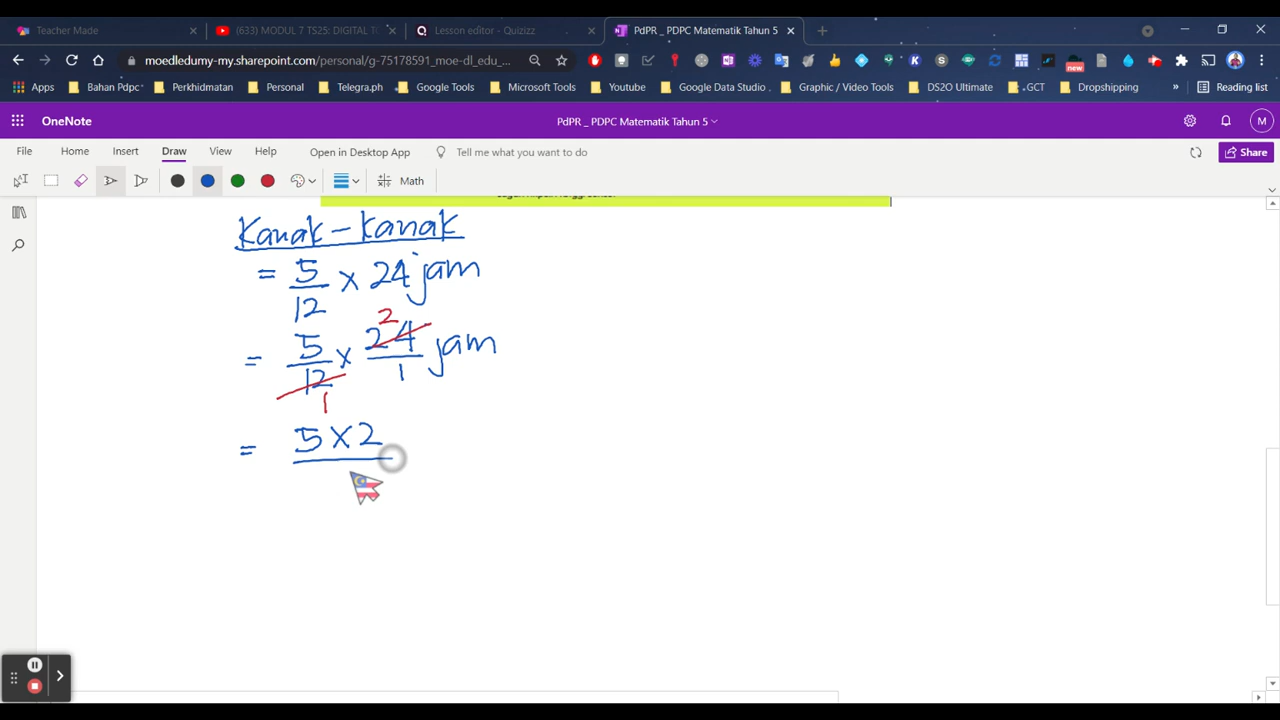 Teacher Made
(633) MODUL 7 TS25: DIGITAL T
Lesson editor - Quizizz
PdPR _ PDPC Matematik Tahun 5
moedledumy-my.sharepoint.com/personal/g-75178591_moe-dl_edu_...
new
Apps Bahan Pdpc Perkhidmatan Personal Telegra.ph Google Tools Microsoft Tools Youtube Google Data Studio Graphic / Video Tools DS2O Ultimate GCT Dropshipping » Reading list
OneNote
PdPR _ PDPC Matematik Tahun 5
M
File Home Insert Draw View Help Open in Desktop App Tell me what you want to do Share
Math
Kanak-Kanak
= 5/12 x 24 jam
2
= 5/12 x 24/1 jam
1
= 5x2